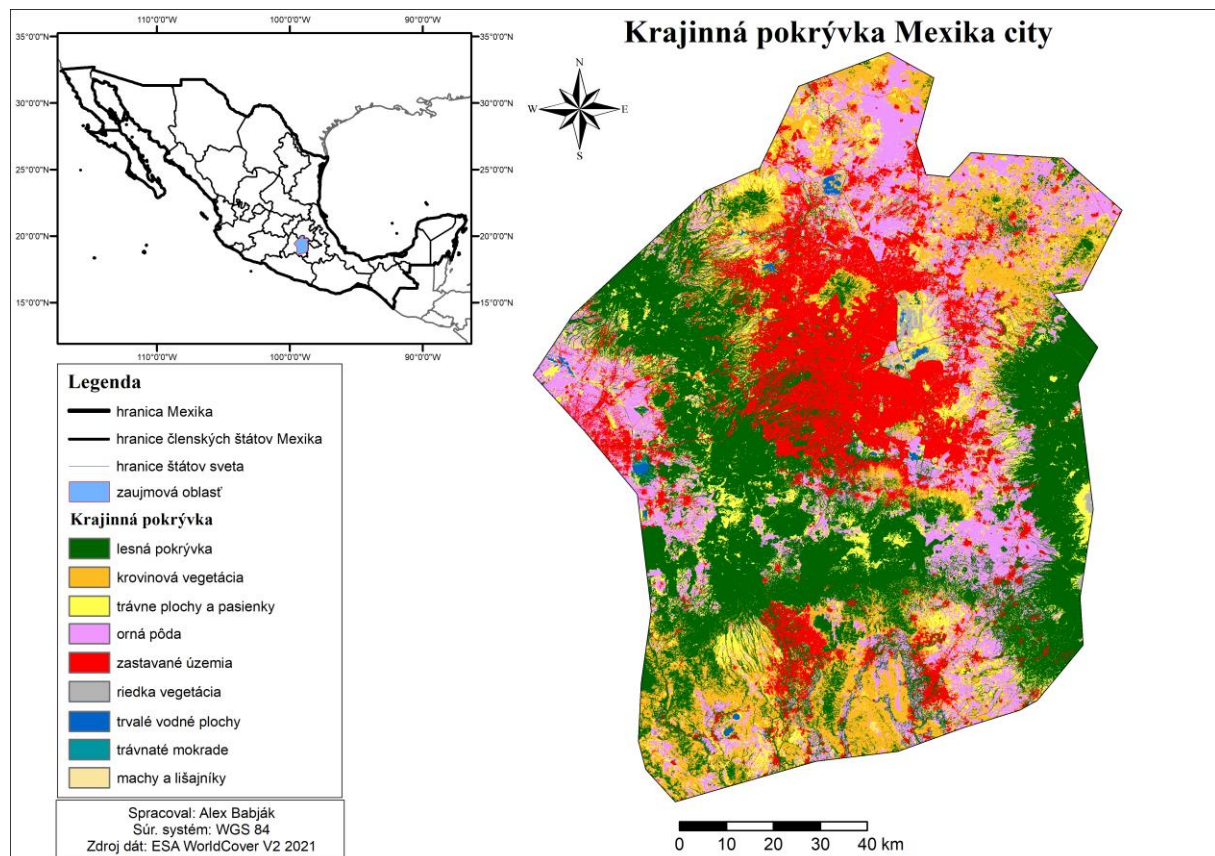 Krajinná pokrývka Mexika city
N
W
E
S
110°0'0"W
100°0'0"W
90°0'0"W
35°0'0"N
35°0'0"N
30°0'0"N
30°0'0"N
25°0'0"N
25°0'0"N
20°0'0"N
20°0'0"N
15°0'0"N
15°0'0"N
110°0'0"W
100°0'0"W
90°0'0"W
Legenda
hranica Mexika
hranice členských štátov Mexika
hranice štátov sveta
zaujmová oblasť
Krajinná pokrývka
lesná pokrývka
krovinová vegetácia
trávne plochy a pasienky
orná pôda
zastavané územia
riedka vegetácia
trvalé vodné plochy
trávnaté mokrade
machy a lišajníky
Spracoval: Alex Babják
Súr. systém: WGS 84
Zdroj dát: ESA WorldCover V2 2021
0 10 20 30 40 km